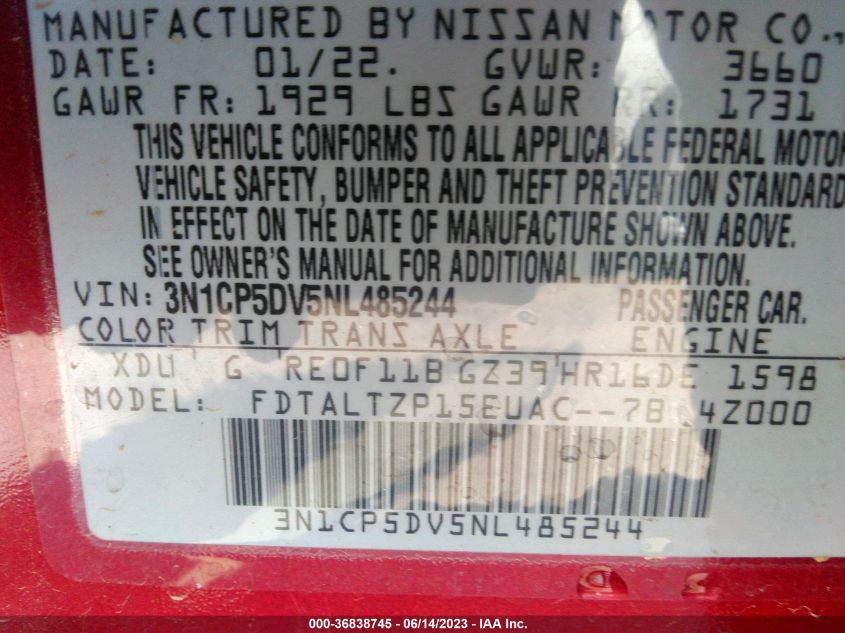 MANUFACTURED BY NISSAN MOTOR CO.,
DATE: 01/22. GVWR: 3660
GAWR FR: 1929 LBS GAWR RR: 1731
THIS VEHICLE CONFORMS TO ALL APPLICABLE FEDERAL MOTOR
VEHICLE SAFETY, BUMPER AND THEFT PREVENTION STANDARD
IN EFFECT ON THE DATE OF MANUFACTURE SHOWN ABOVE.
SEE OWNER'S MANUAL FOR ADDITIONAL INFORMATION.
VIN: 3N1CP5DV5NL485244 PASSENGER CAR.
COLOR TRIM TRANS AXLE ENGINE
XDU G RE0F11B GZ39 HR16DE 1598
MODEL: FDTALTZP15EUAC--78 4Z000
3N1CP5DV5NL485244
000-36838745 - 06/14/2023 - IAA Inc.